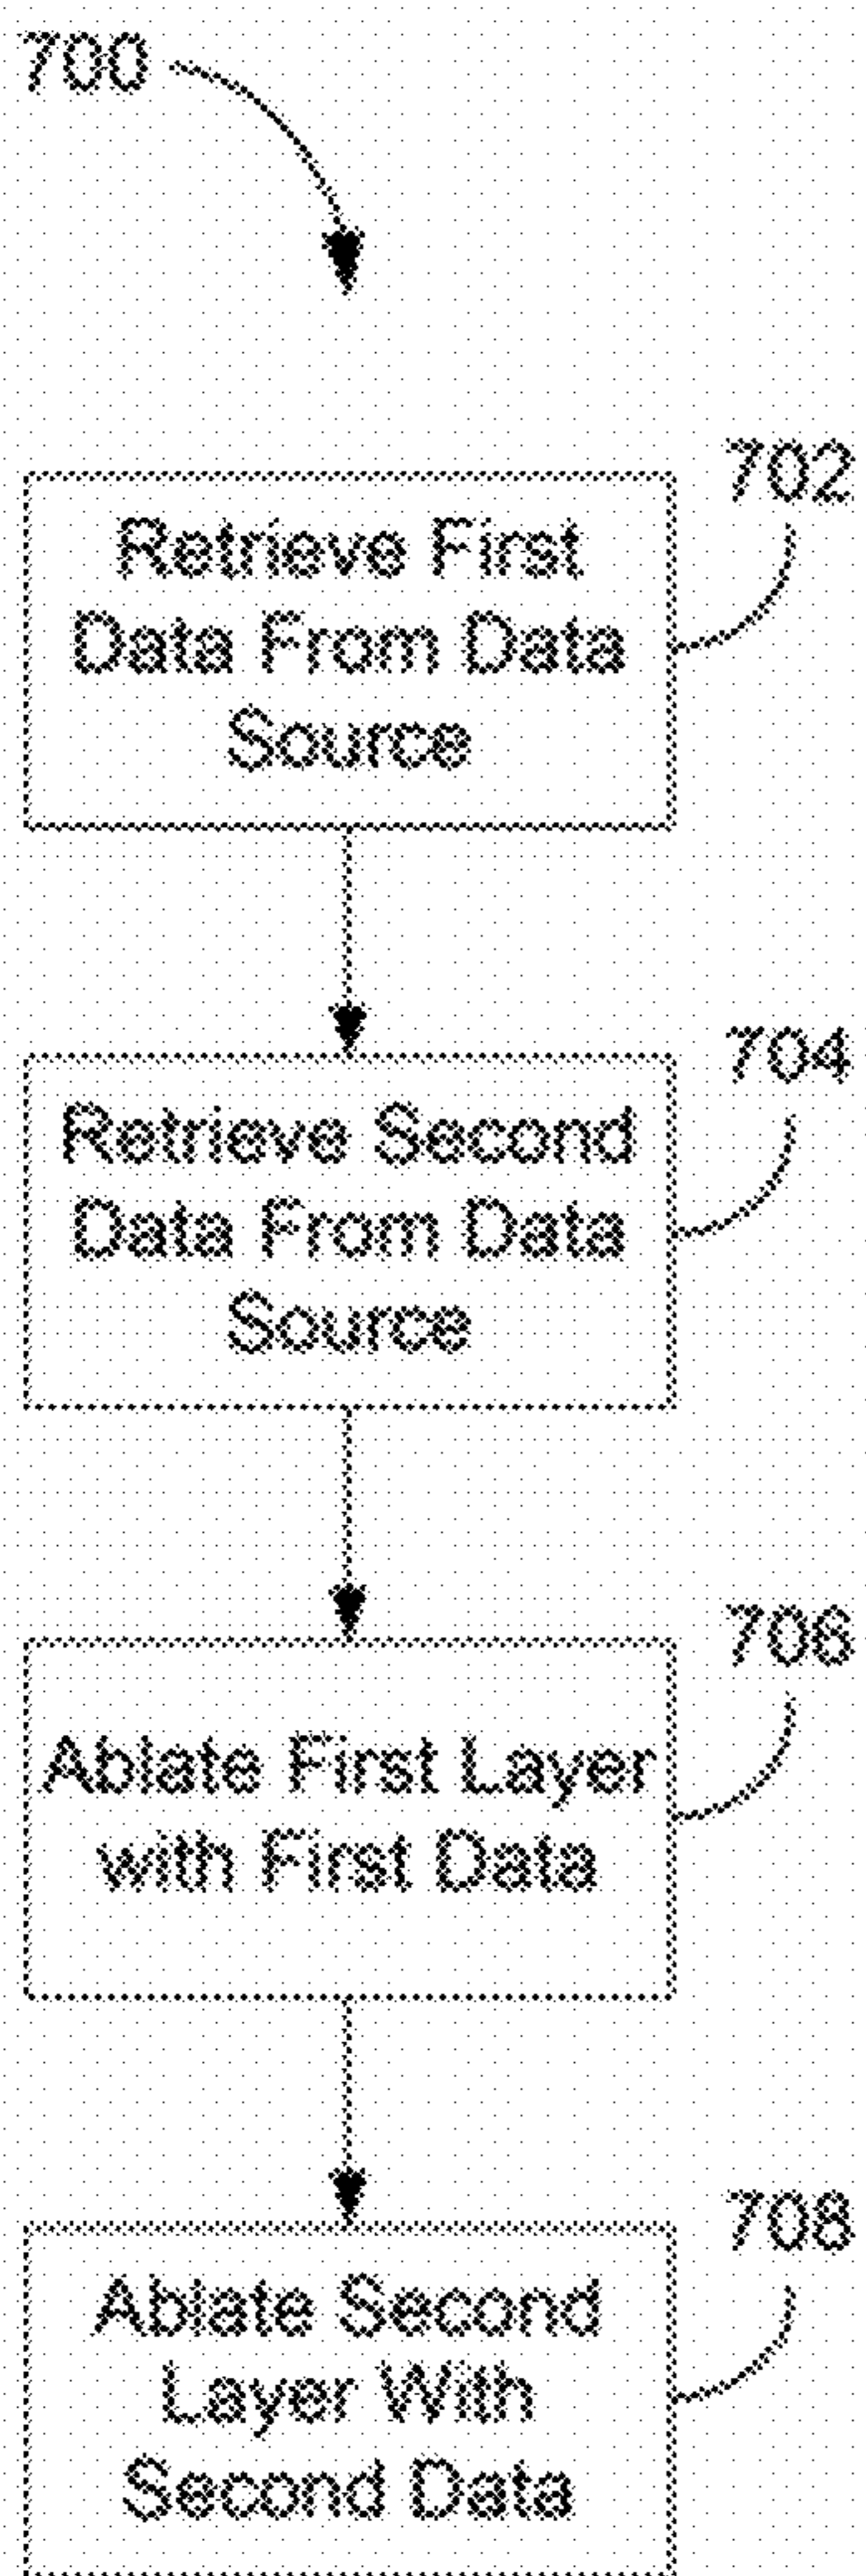 700
702
Retrieve First
Data From Data
Source
704
Retrieve Second
Data From Data
Source
706
Ablate First Layer
with First Data
708
Ablate Second
Layer With
Second Data